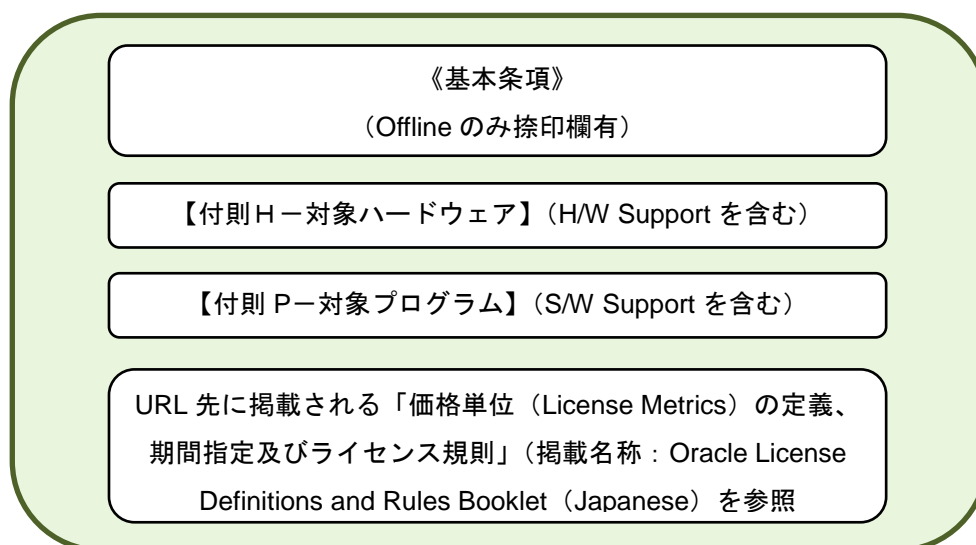 《基本条項》
（Offline のみ捺印欄有）
【付則Ｈ－対象ハードウェア】（H/W Support を含む）
【付則 P－対象プログラム】（S/W Support を含む）
URL 先に掲載される「価格単位（License Metrics）の定義、
期間指定及びライセンス規則」（掲載名称：Oracle License
Definitions and Rules Booklet（Japanese）を参照